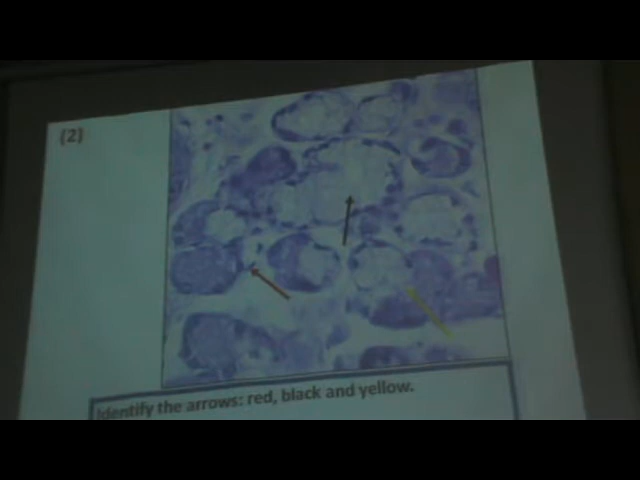 (2)
Identify the arrows: red, black and yellow.